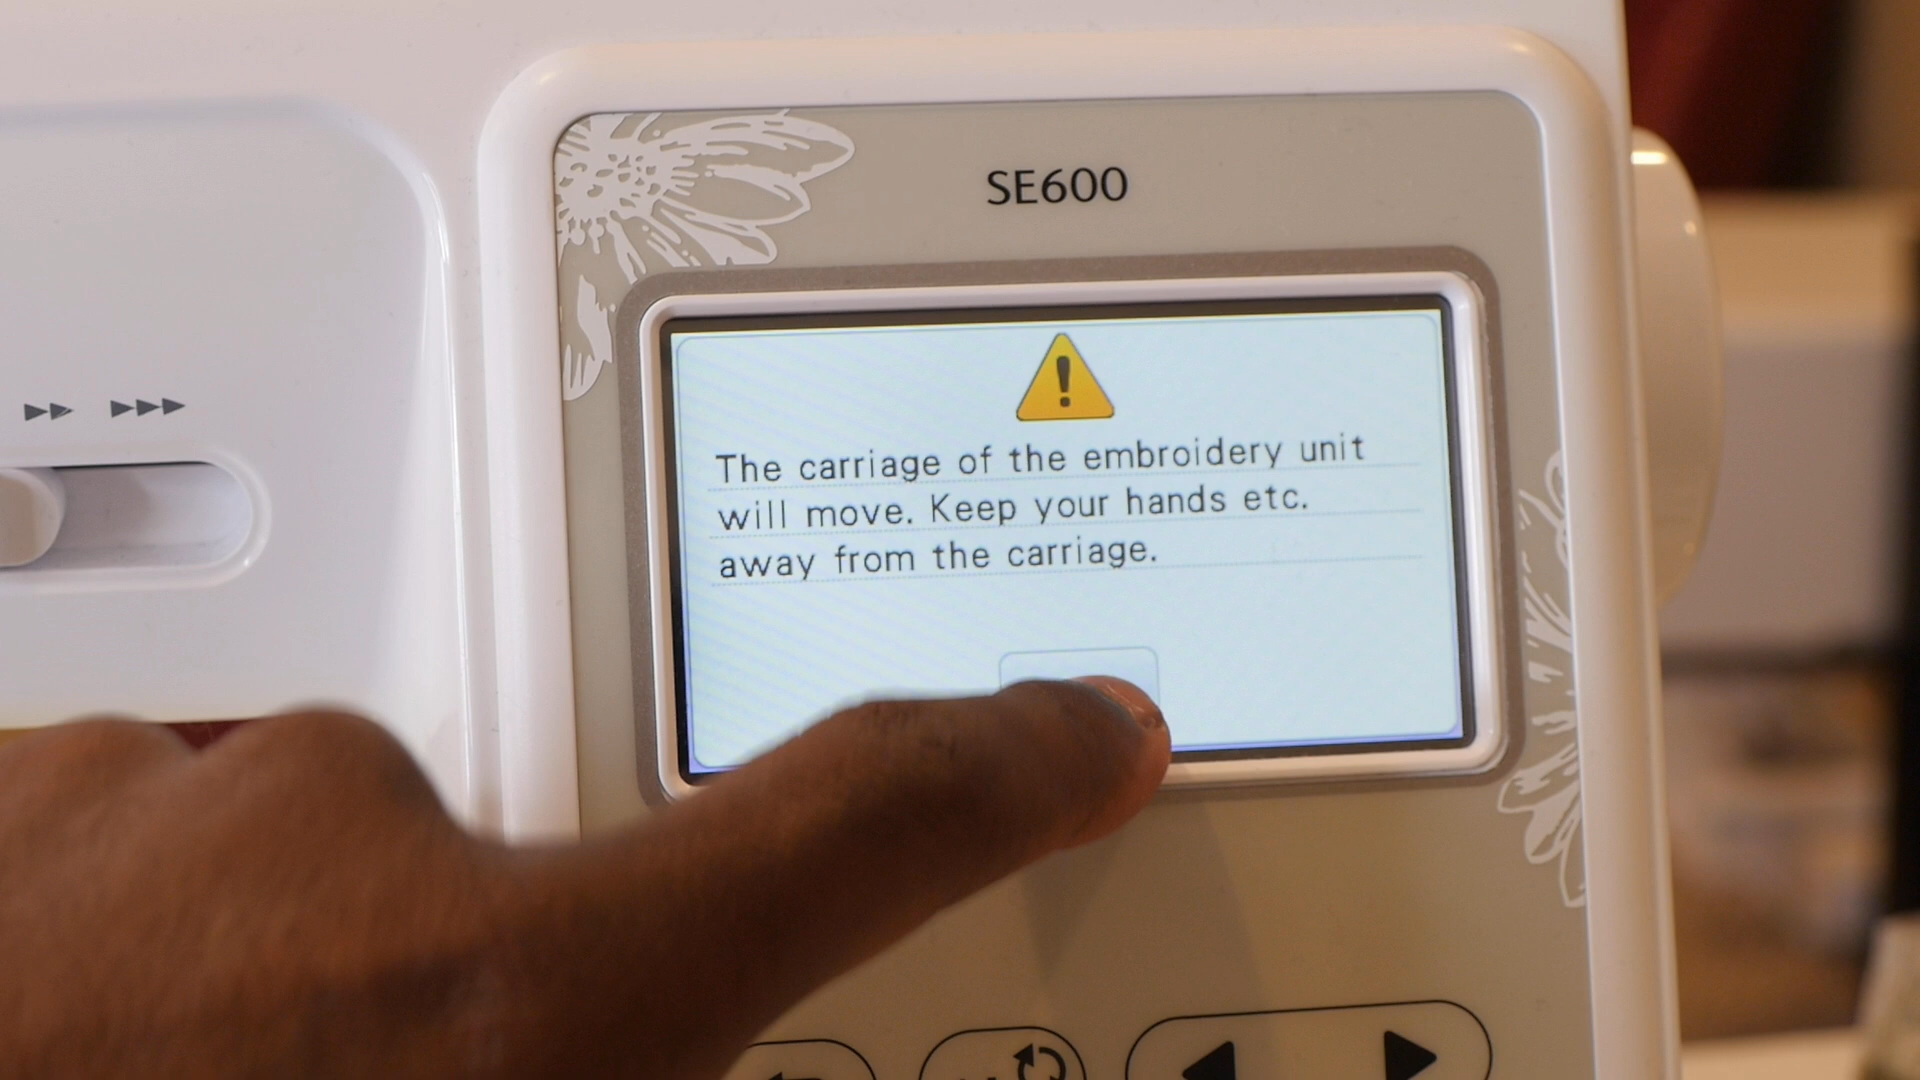 SE600
The carriage of the embroidery unit
will move. Keep your hands etc.
away from the carriage.